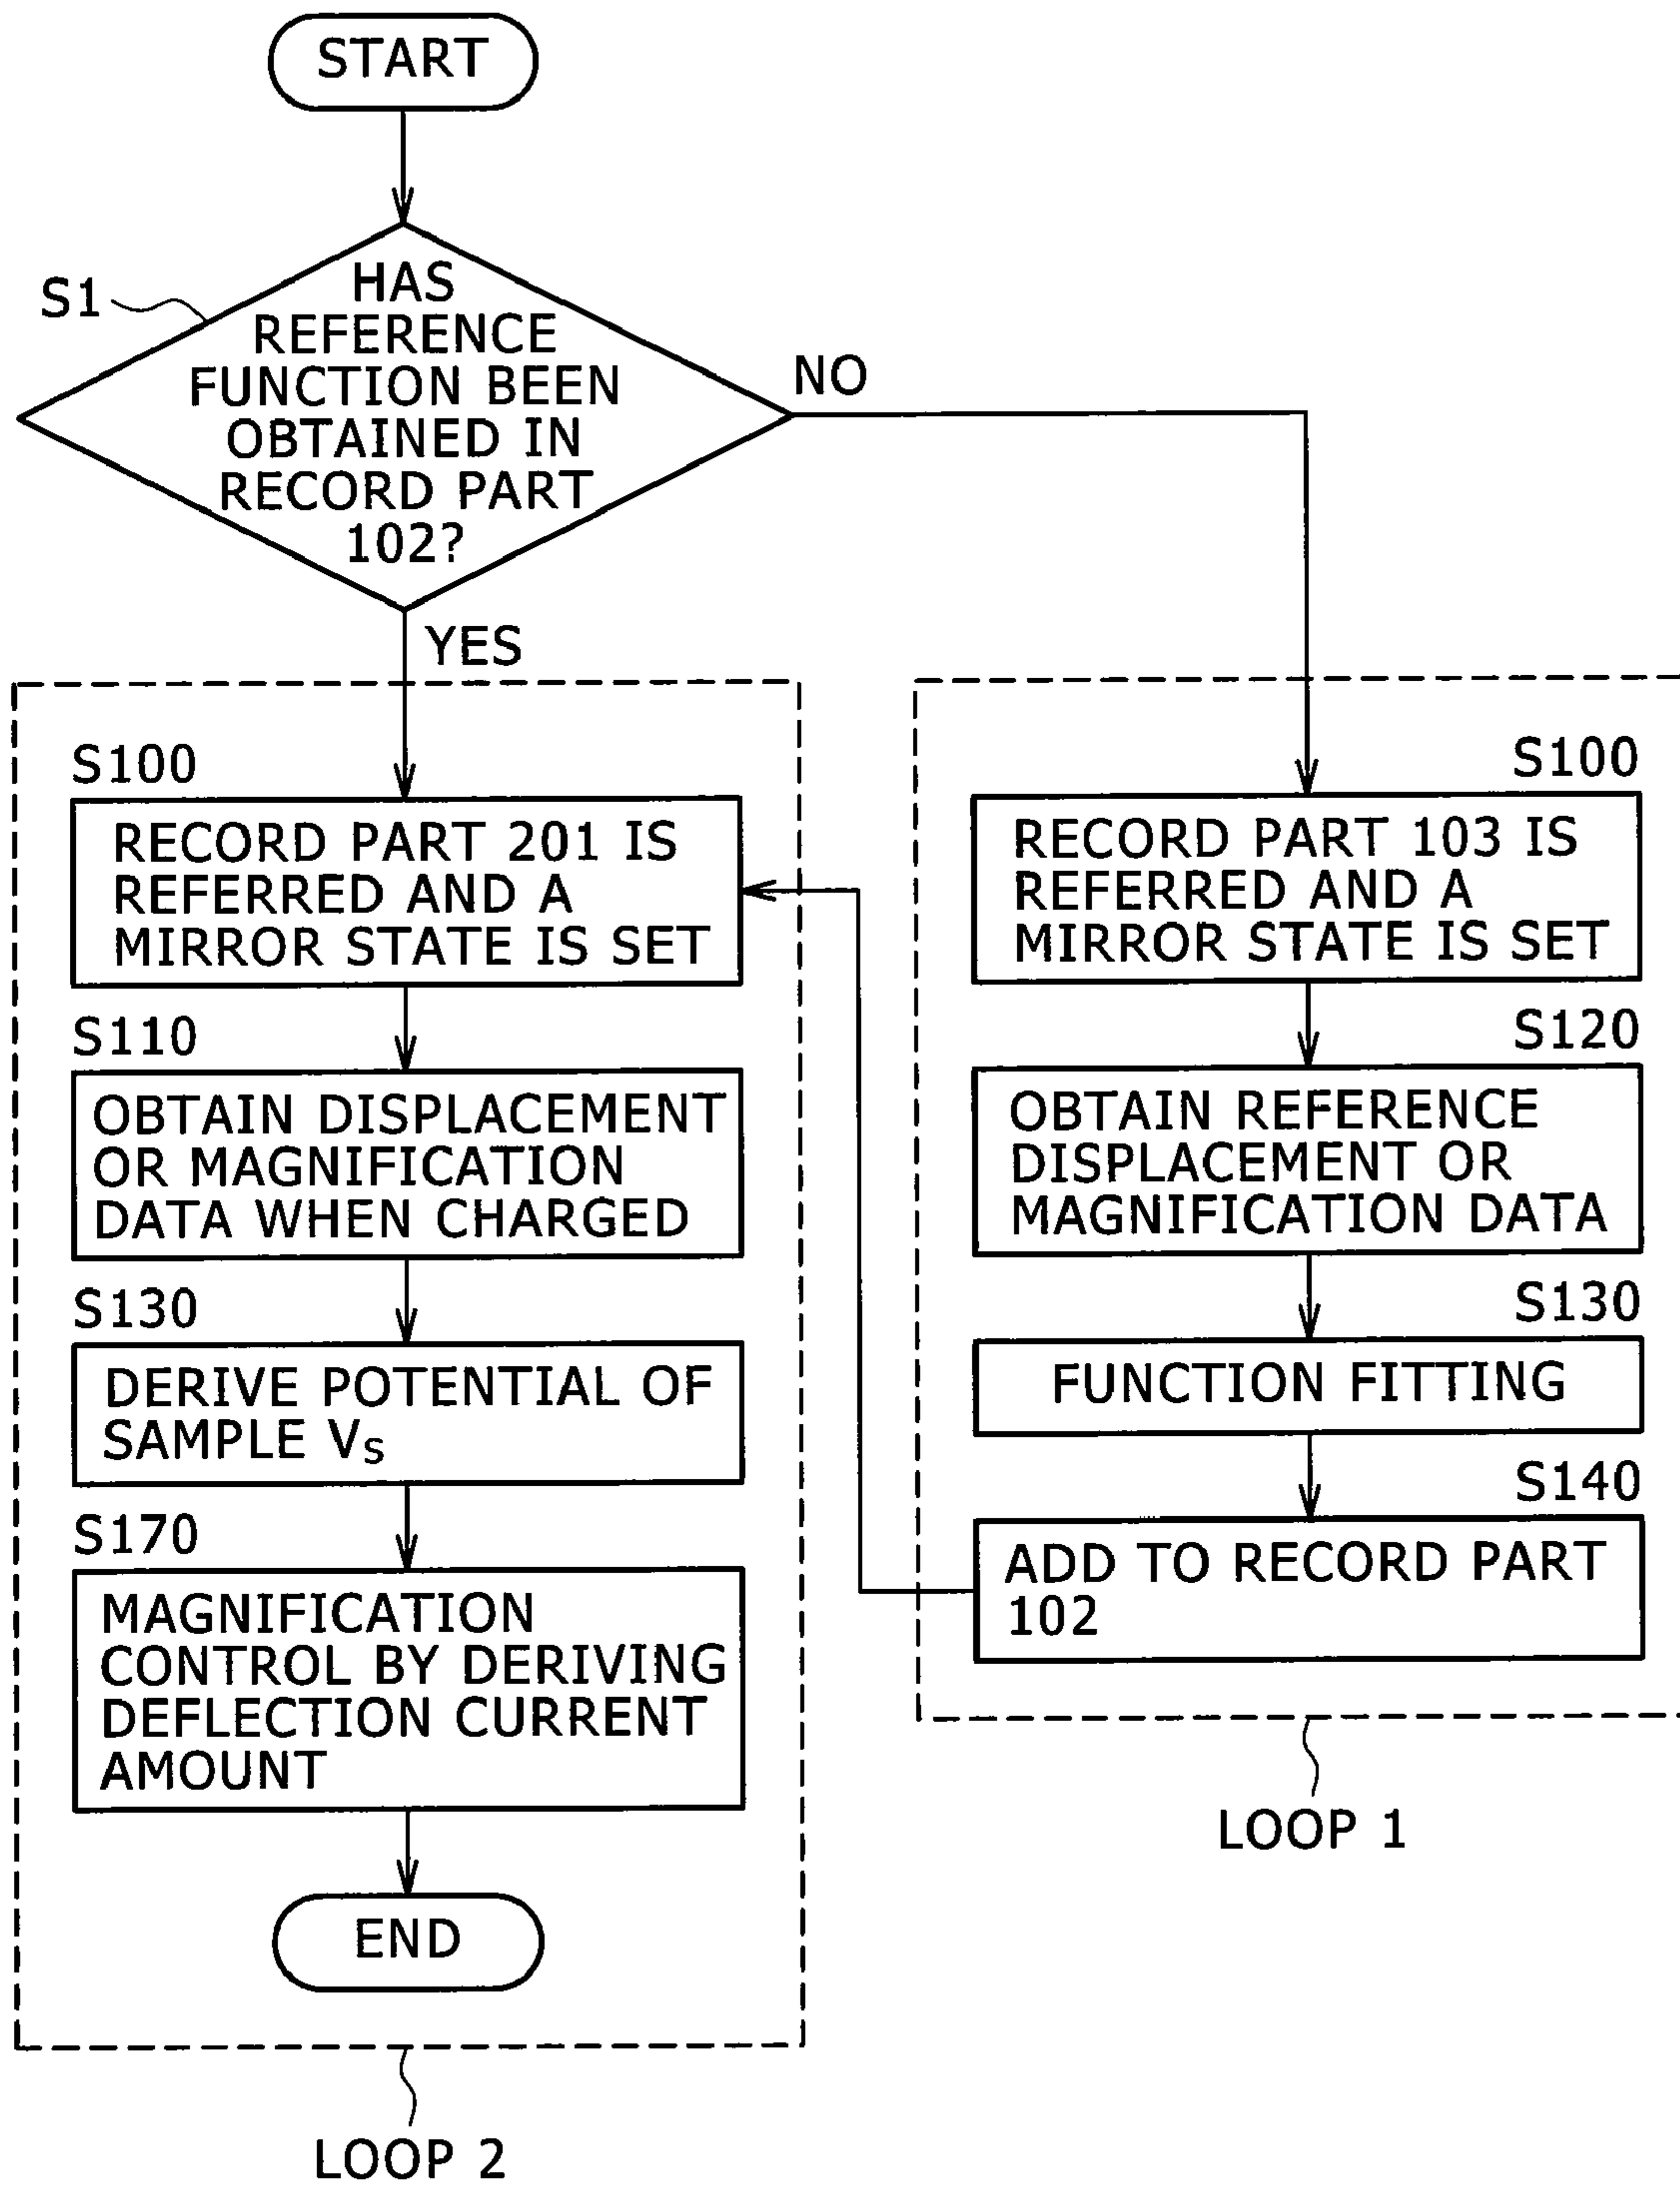 START
S1
HAS
REFERENCE
FUNCTION BEEN
OBTAINED IN
RECORD PART
102?
NO
YES
S100
RECORD PART 201 IS
REFERRED AND A
MIRROR STATE IS SET
S110
OBTAIN DISPLACEMENT
OR MAGNIFICATION
DATA WHEN CHARGED
S130
DERIVE POTENTIAL OF
SAMPLE VS
S170
MAGNIFICATION
CONTROL BY DERIVING
DEFLECTION CURRENT
AMOUNT
END
LOOP 2
S100
RECORD PART 103 IS
REFERRED AND A
MIRROR STATE IS SET
S120
OBTAIN REFERENCE
DISPLACEMENT OR
MAGNIFICATION DATA
S130
FUNCTION FITTING
S140
ADD TO RECORD PART
102
LOOP 1